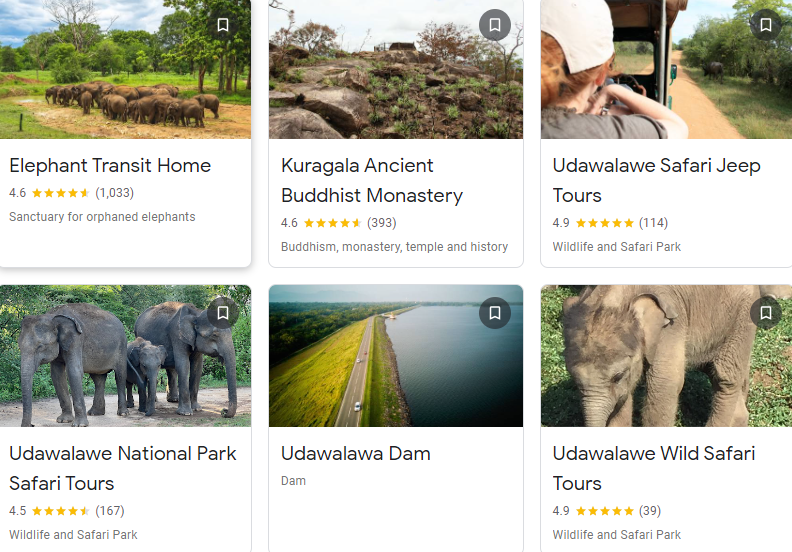 Elephant Transit Home
4.6 (1,033)
Sanctuary for orphaned elephants
Kuragala Ancient
Buddhist Monastery
4.6 (393)
Buddhism, monastery, temple and history
Udawalawe Safari Jeep
Tours
4.9 (114)
Wildlife and Safari Park
Udawalawe National Park
Safari Tours
4.5 (167)
Wildlife and Safari Park
Udawalawa Dam
Dam
Udawalawe Wild Safari
Tours
4.9 (39)
Wildlife and Safari Park